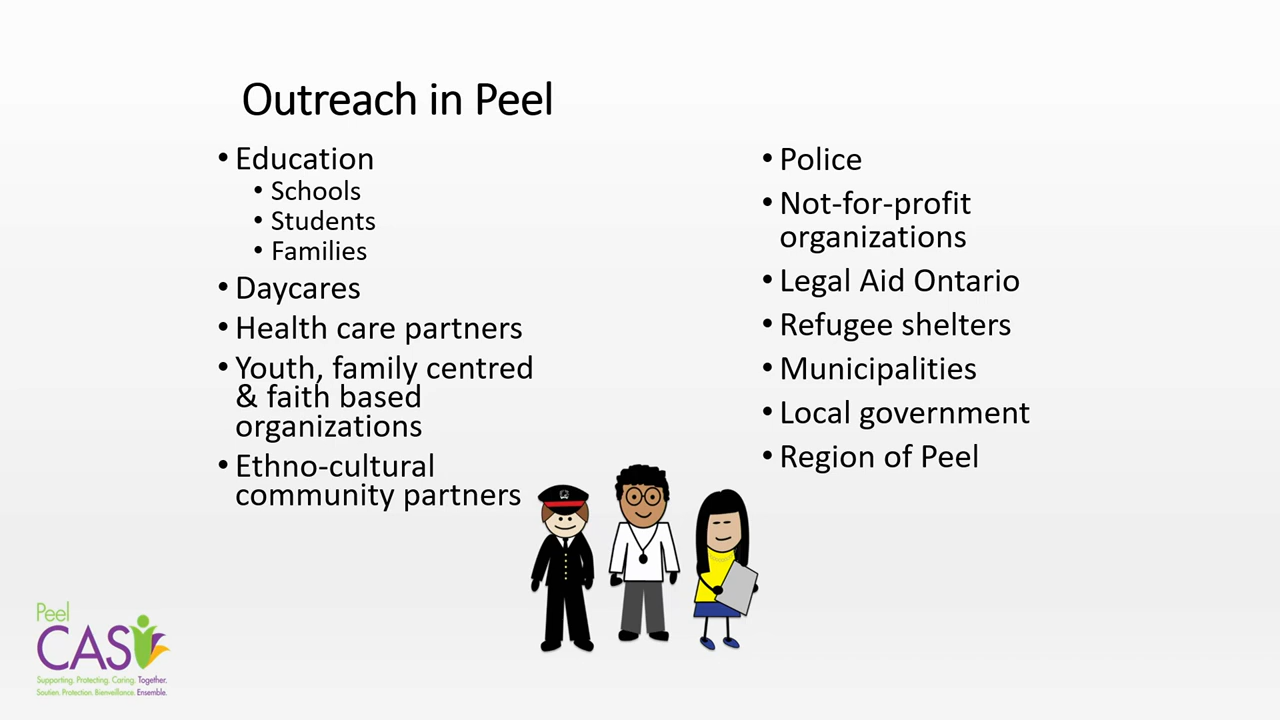 Outreach in Peel
• Education
• Schools
• Students
• Families
• Daycares
• Health care partners
• Youth, family centred
& faith based
organizations
• Ethno-cultural
community partners
• Police
• Not-for-profit
organizations
• Legal Aid Ontario
• Refugee shelters
• Municipalities
• Local government
• Region of Peel
Peel
CAS
Supporting. Protecting. Caring. Together.
Soutien. Protection. Bienveillance. Ensemble.